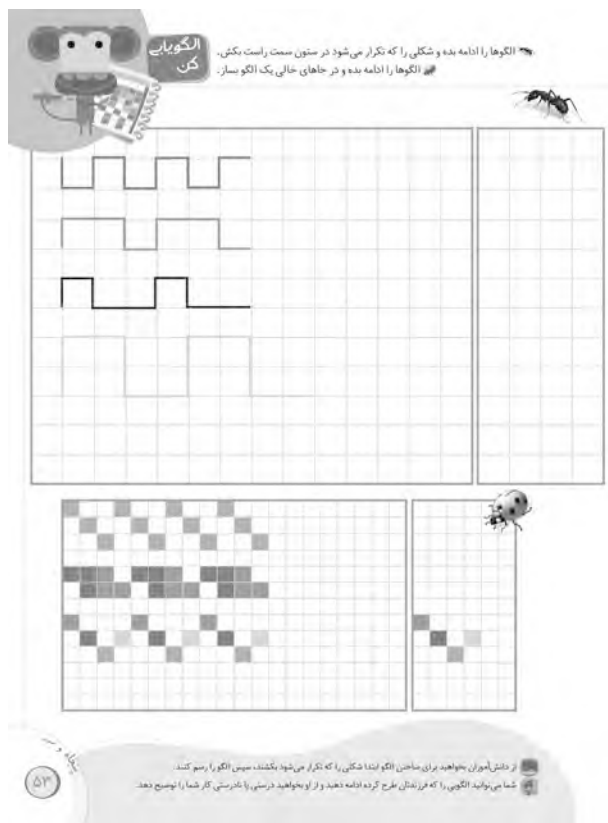 الگویابی
کن
الگوها را ادامه بده و شکلی را که تکرار می‌شود در ستون سمت راست بکش.
الگوها را ادامه بده و در جاهای خالی یک الگو بساز.
از دانش‌آموزان بخواهید برای ساختن الگو ابتدا شکلی را که تکرار می‌شود بکشند، سپس الگو را رسم کنند.
شما می‌توانید الگویی را که فرزندتان طرح کرده ادامه دهید و از او بخواهید درستی یا نادرستی کار شما را توضیح دهد.
۵۳